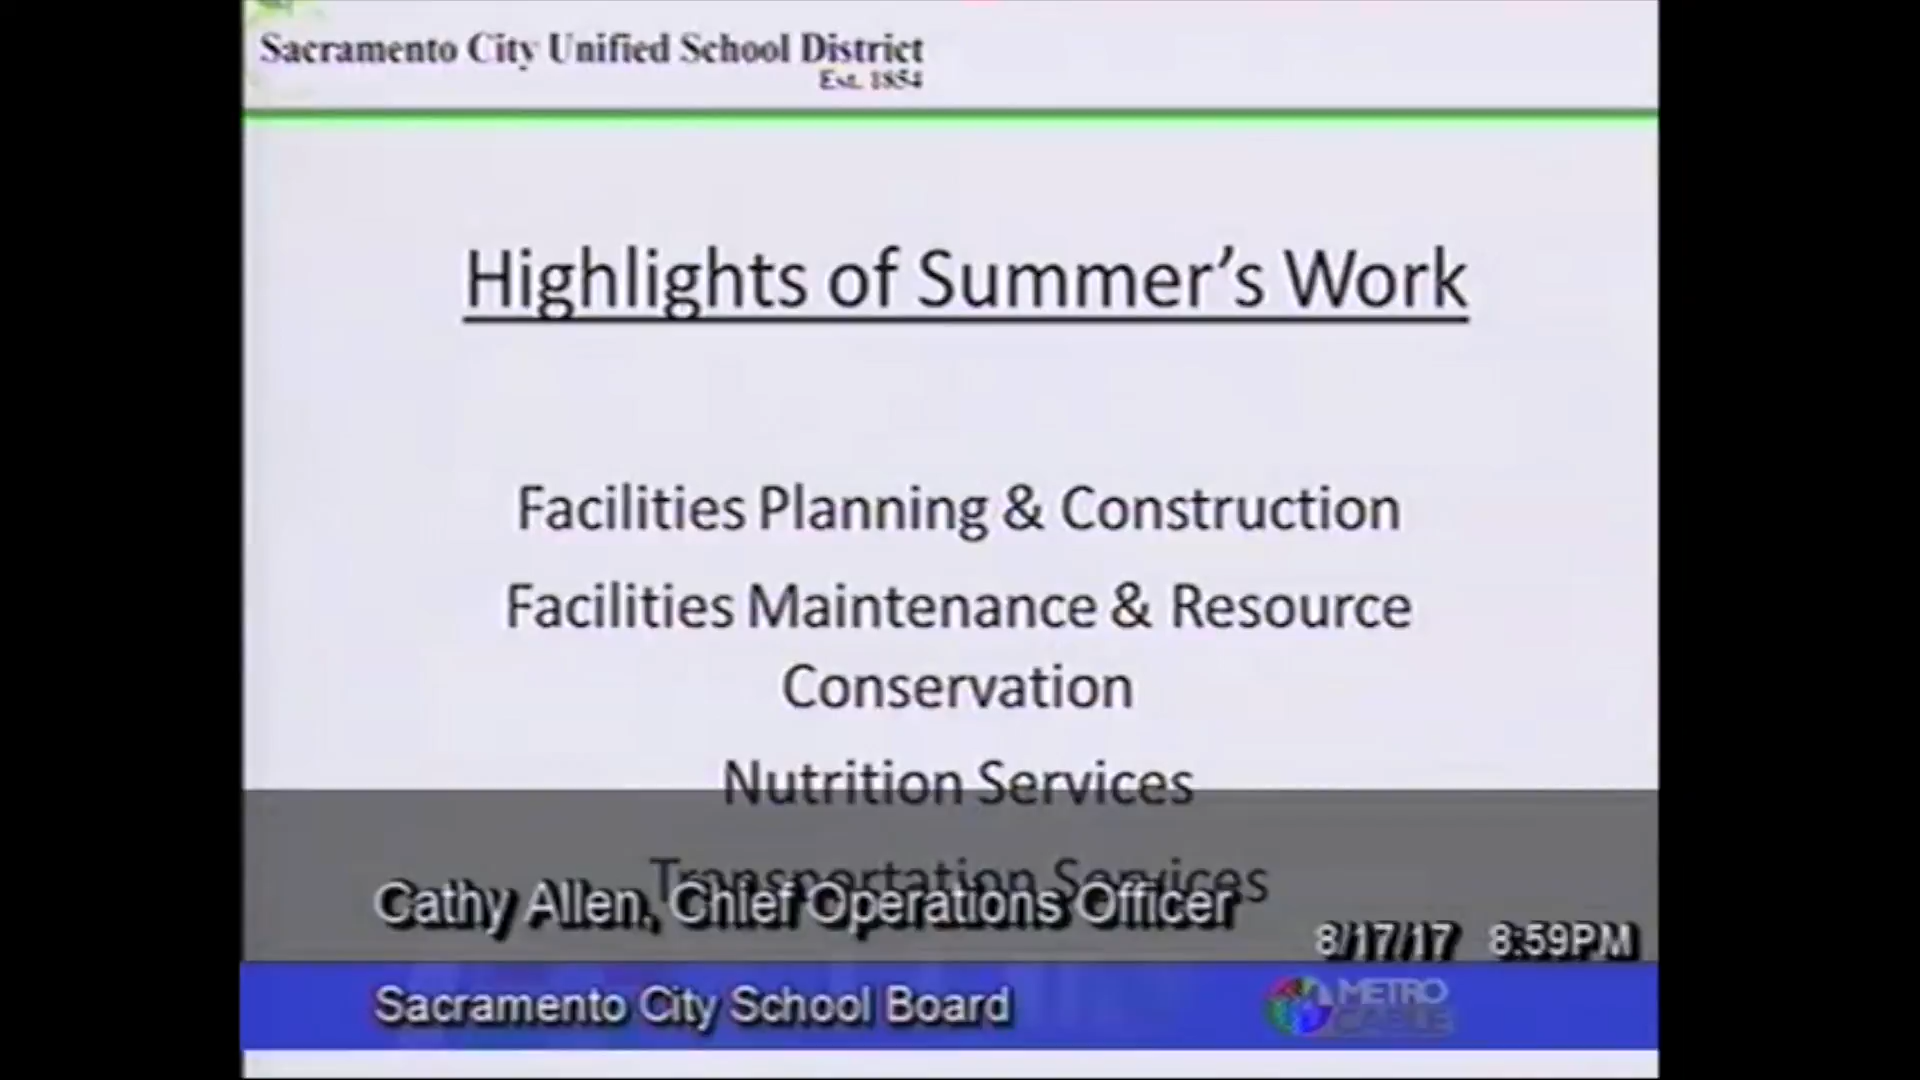 Sacramento City Unified School District
Est. 1854
Highlights of Summer's Work
Facilities Planning & Construction
Facilities Maintenance & Resource
Conservation
Nutrition Services
Transportation Services
Cathy Allen, Chief Operations Officer
8/17/17 8:59PM
Sacramento City School Board
METRO
CABLE